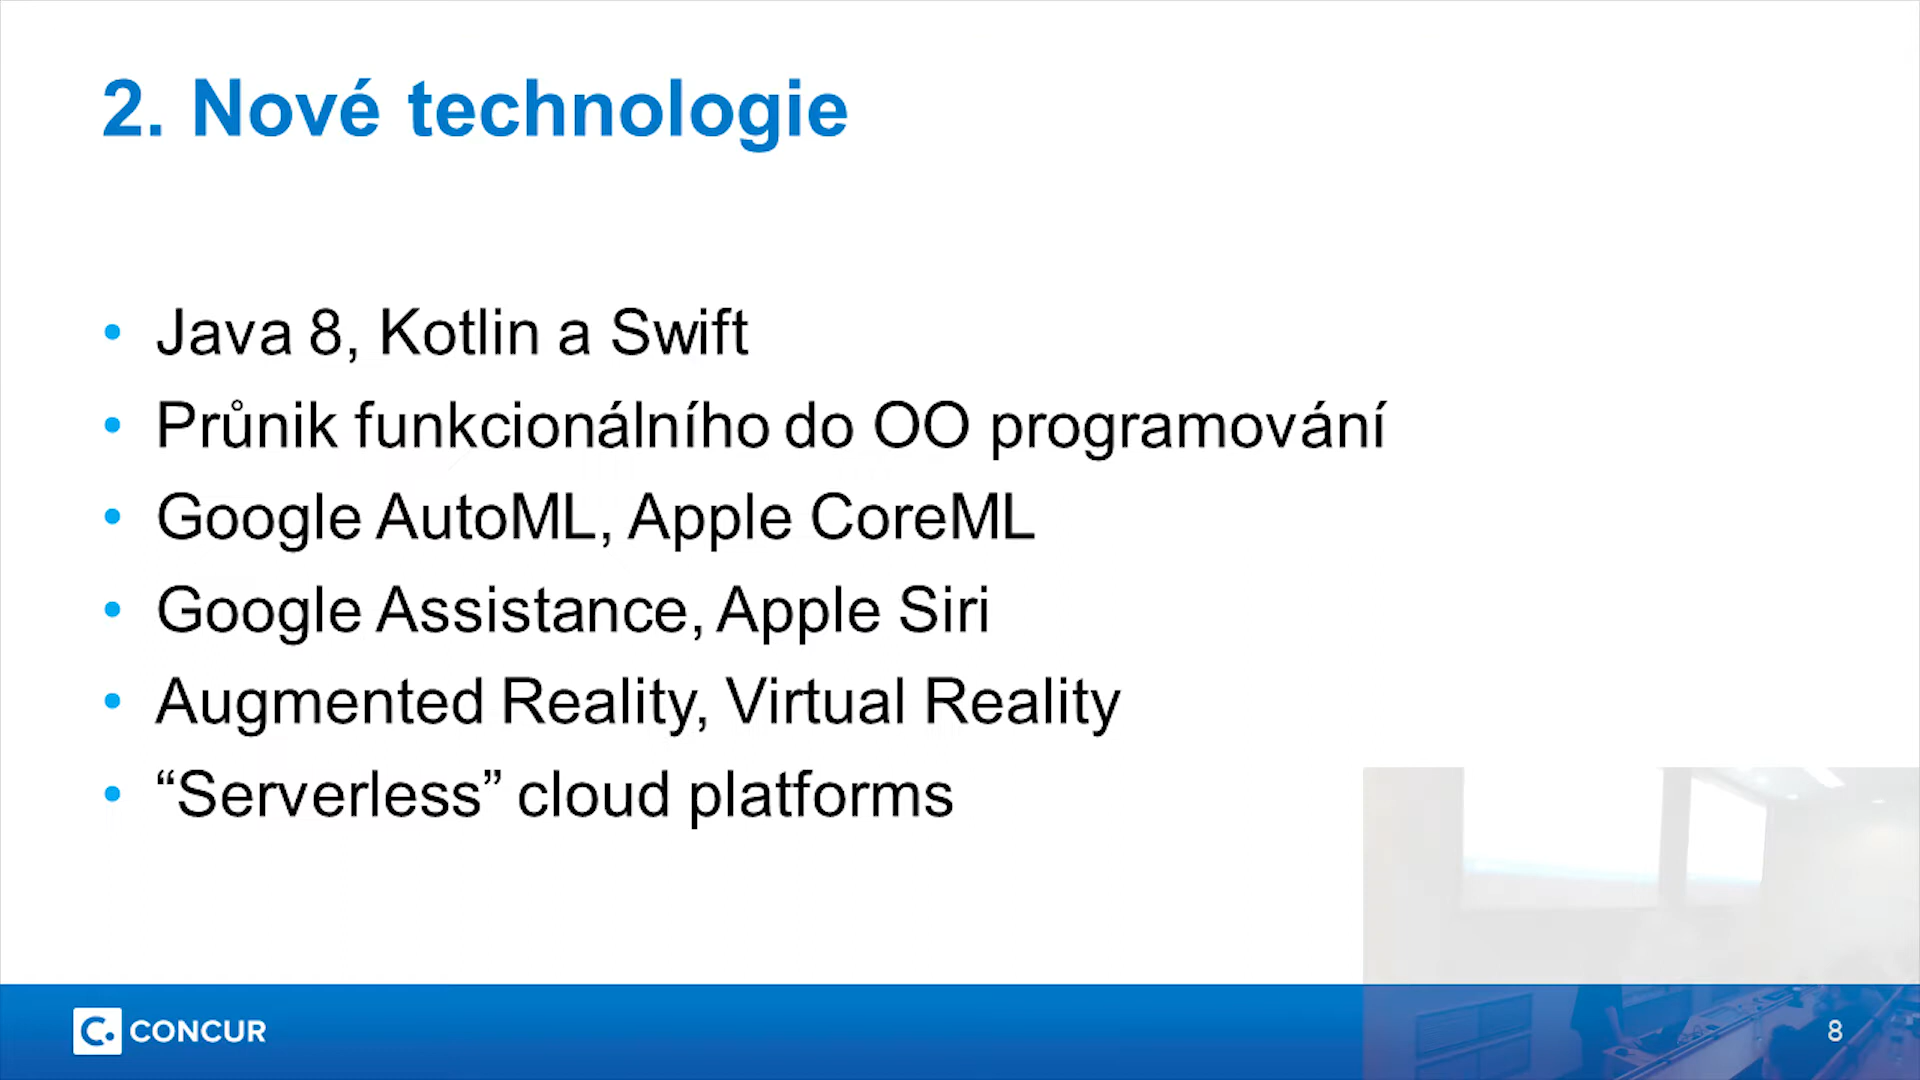 2. Nové technologie
• Java 8, Kotlin a Swift
• Průnik funkcionálního do OO programování
• Google AutoML, Apple CoreML
• Google Assistance, Apple Siri
• Augmented Reality, Virtual Reality
• “Serverless” cloud platforms
C. CONCUR
8